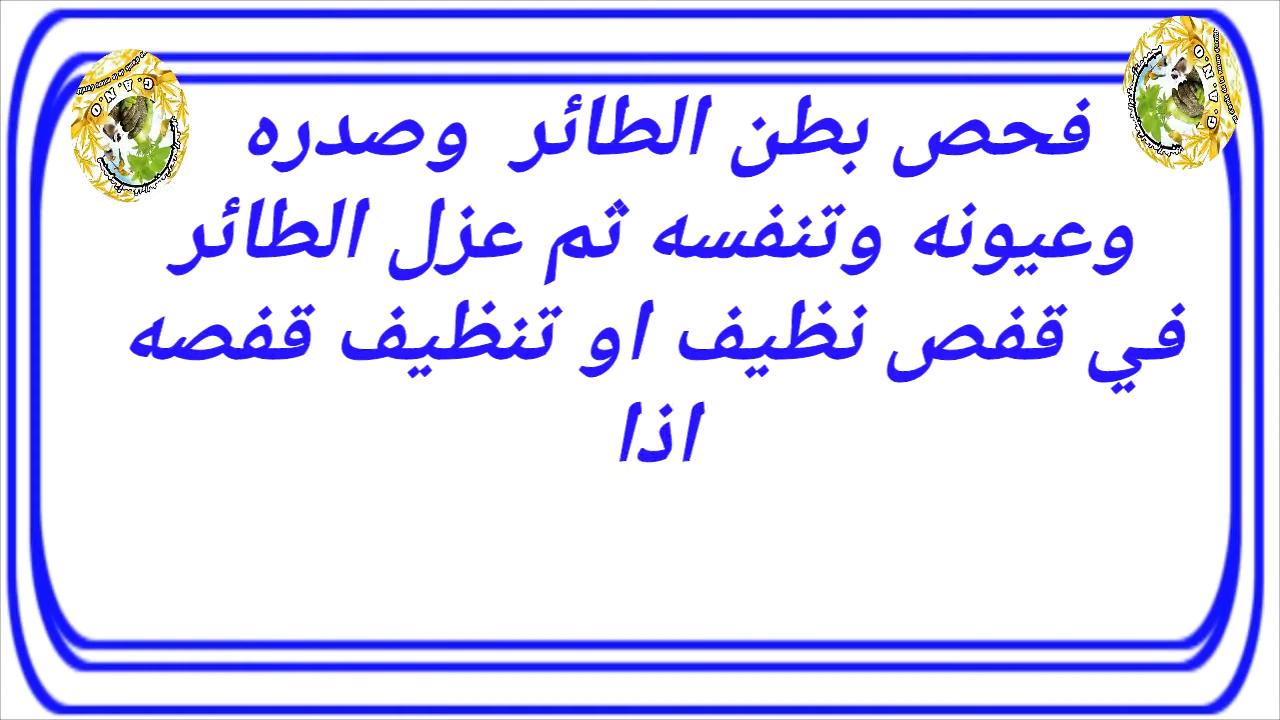 فحص بطن الطائر وصدره
وعيونه وتنفسه ثم عزل الطائر
في قفص نظيف او تنظيف قفصه
اذا
G.A.N.O
G.A.N.O